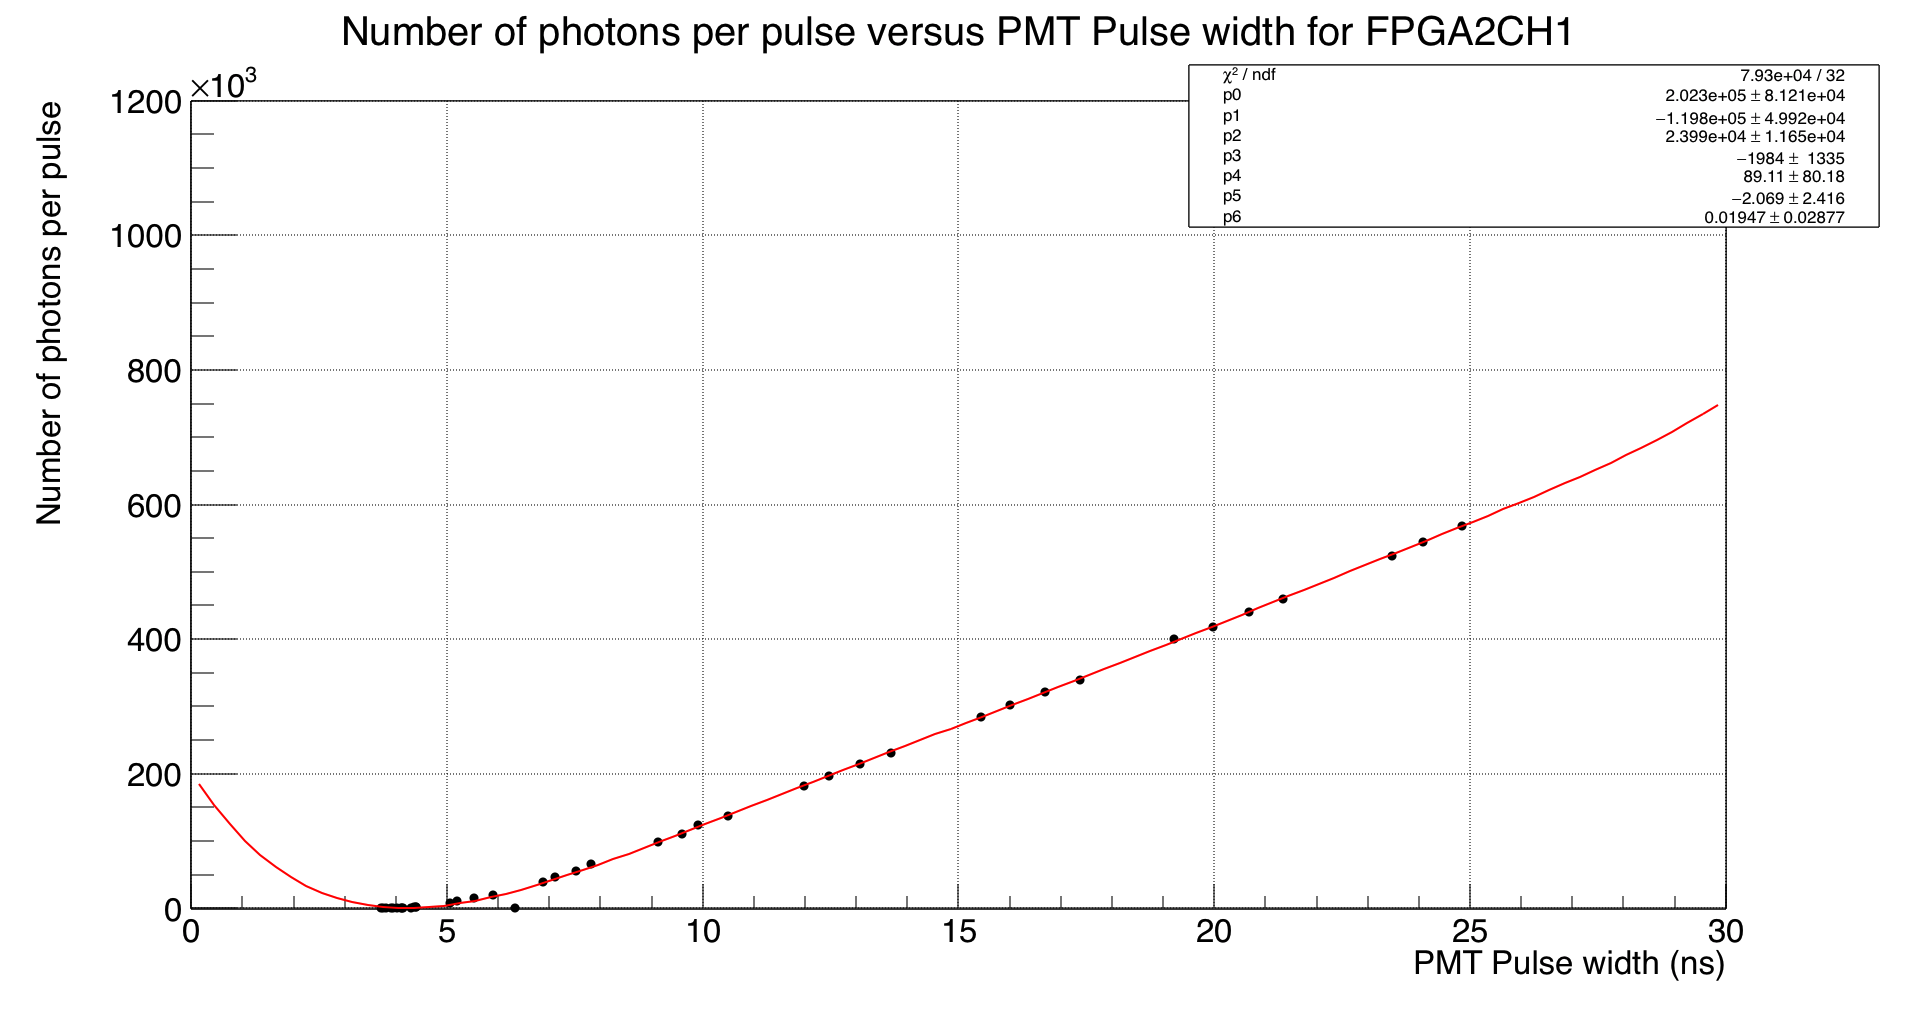 Number of photons per pulse versus PMT Pulse width for FPGA2CH1
×10³
χ² / ndf 7.93e+04 / 32
p0 2.023e+05 ± 8.121e+04
p1 −1.198e+05 ± 4.992e+04
p2 2.399e+04 ± 1.165e+04
p3 −1984 ± 1335
p4 89.11 ± 80.18
p5 −2.069 ± 2.416
p6 0.01947 ± 0.02877
Number of photons per pulse
1200
1000
800
600
400
200
0
0 5 10 15 20 25 30
PMT Pulse width (ns)